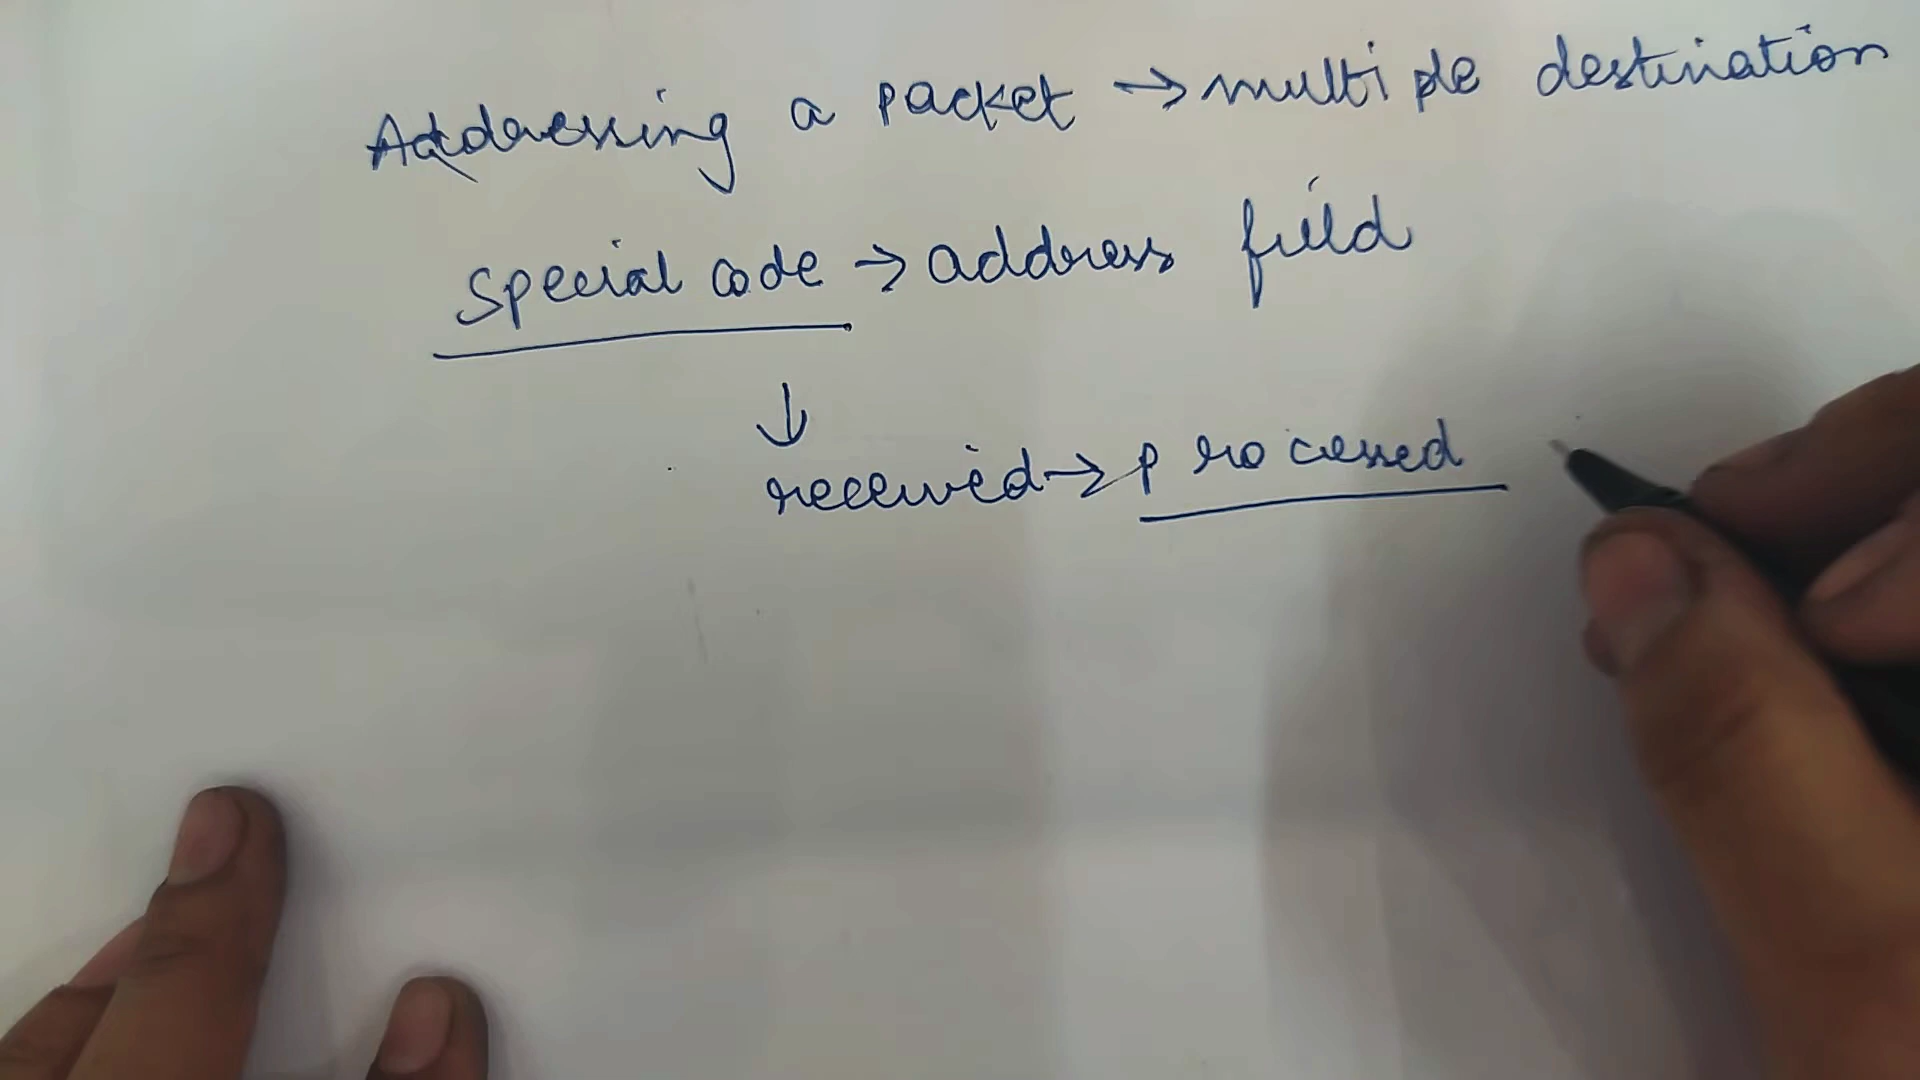 Addressing a packet → multiple destination
special code → address field
↓
received → processed